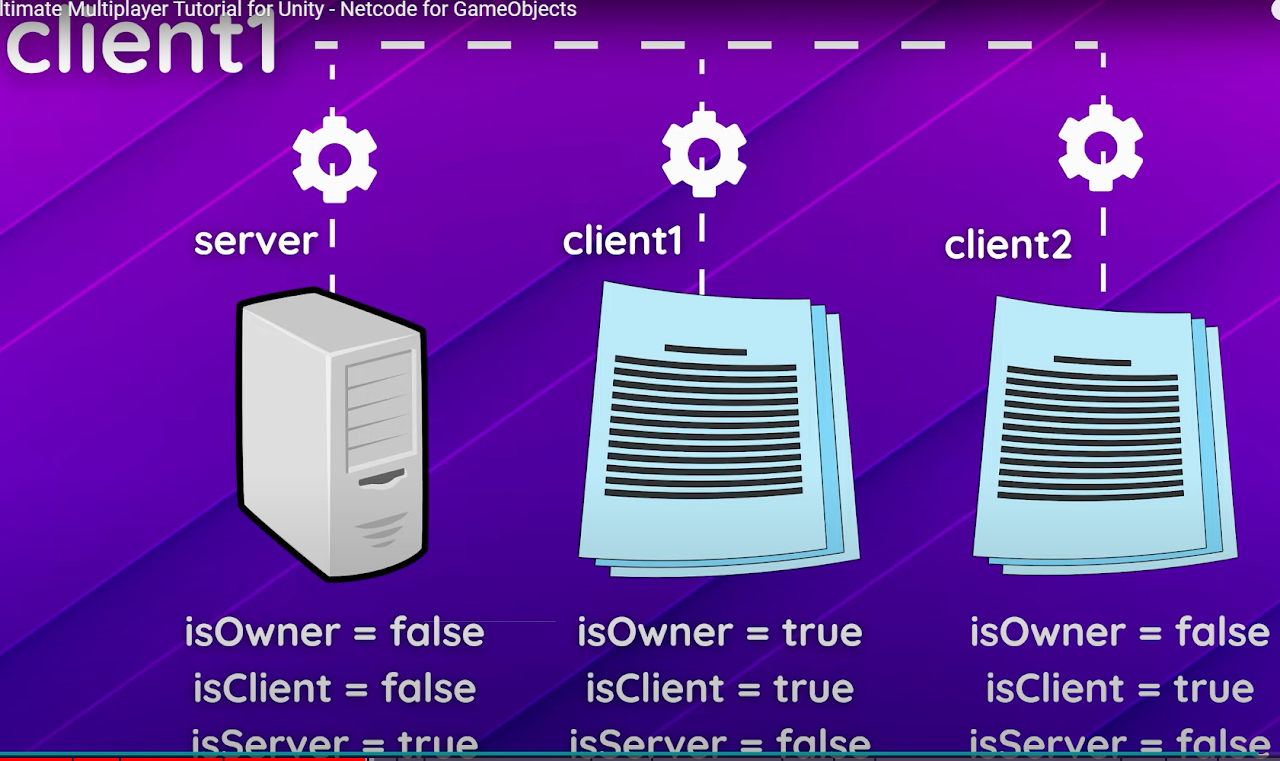 ltimate Multiplayer Tutorial for Unity - Netcode for GameObjects
client1
server
client1
client2
isOwner = false
isOwner = true
isOwner = false
isClient = false
isClient = true
isClient = true
isServer = true
isServer = false
isServer = false